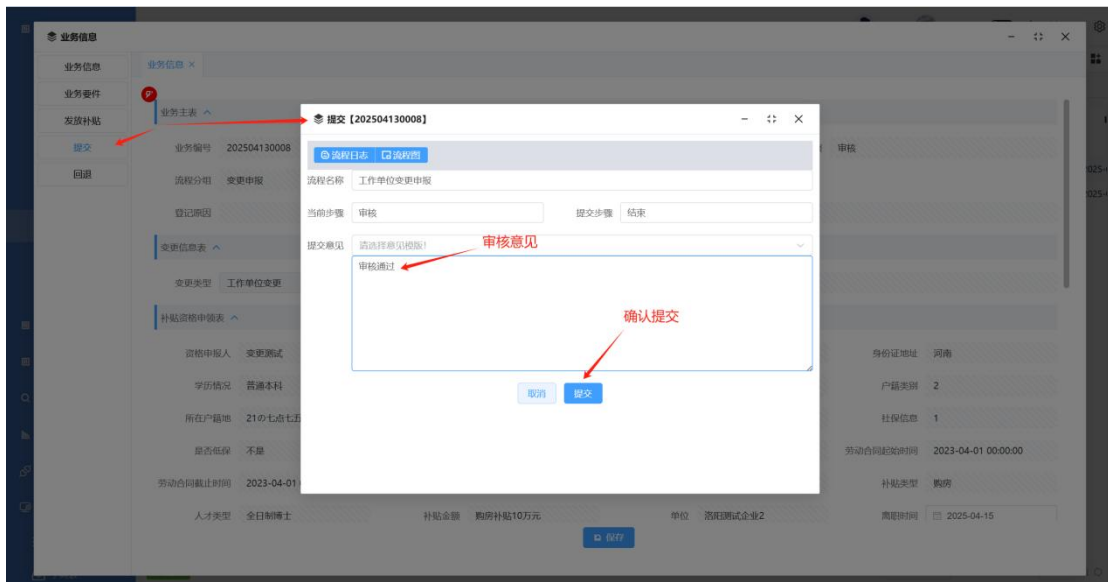 业务信息
业务信息
业务要件
发放补贴
提交
回退
业务信息 ×
业务主表
业务编号 202504130008
审核
流程分组 变更申报
登记原因
变更信息表
变更类型 工作单位变更
补贴资格申领表
资格申报人 变更测试
身份证地址 河南
学历情况 普通本科
户籍类别 2
所在户籍地 21の七点七五
社保信息 1
是否低保 不是
劳动合同起始时间 2023-04-01 00:00:00
劳动合同截止时间 2023-04-01
补贴类型 购房
人才类型 全日制博士 补贴金额 购房补贴10万元 单位 洛阳测试企业2 离职时间 2025-04-15
保存
提交【202504130008】
流程日志 流程图
流程名称 工作单位变更申报
当前步骤 审核 提交步骤 结束
提交意见 请选择意见模版!
审核意见
审核通过
确认提交
取消 提交